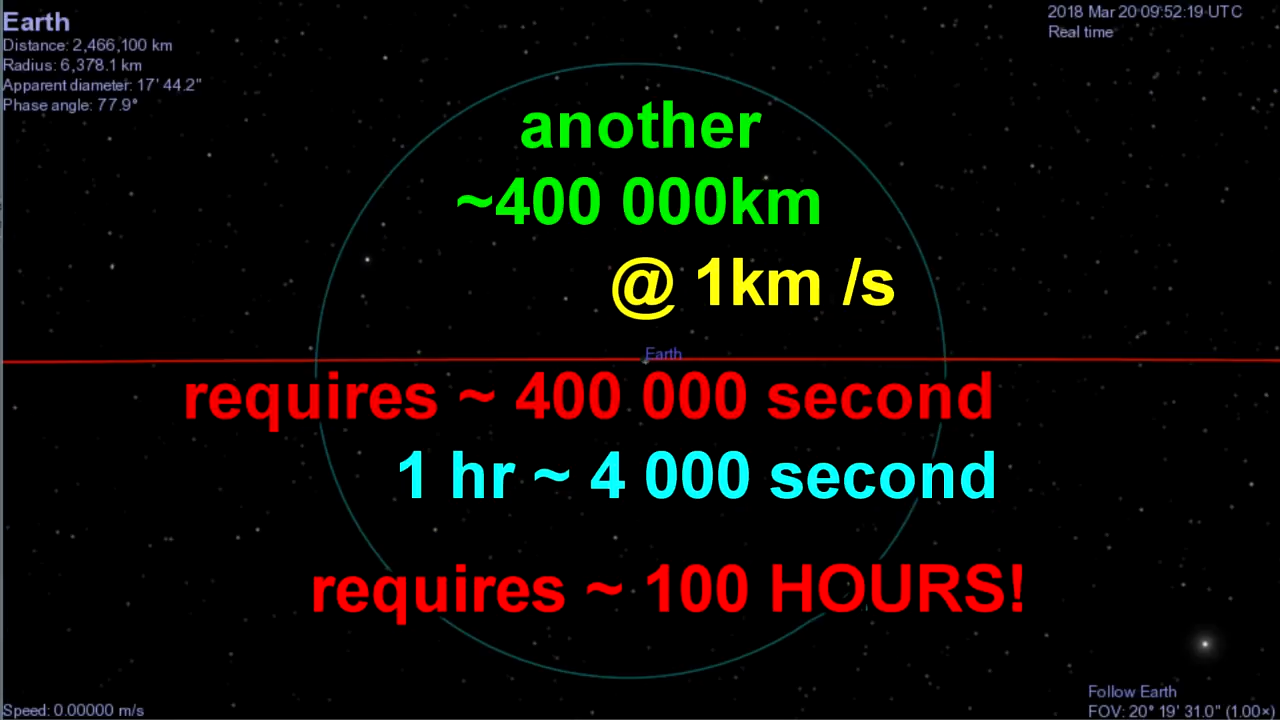 Earth
Distance: 2,466,100 km
Radius: 6,378.1 km
Apparent diameter: 17' 44.2"
Phase angle: 77.9°
2018 Mar 20 09:52:19 UTC
Real time
another
~400 000km
@ 1km /s
Earth
requires ~ 400 000 second
1 hr ~ 4 000 second
requires ~ 100 HOURS!
Speed: 0.00000 m/s
Follow Earth
FOV: 20° 19' 31.0" (1.00×)